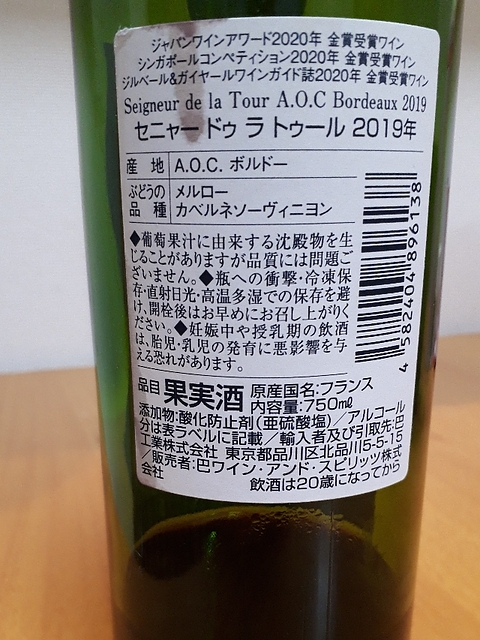 ジャパンワインアワード2020年 金賞受賞ワイン
シンガポールコンペティション2020年 金賞受賞ワイン
ジルベール&ガイヤールワインガイド誌2020年 金賞受賞ワイン
Seigneur de la Tour A.O.C Bordeaux 2019
セニャー ドゥ ラ トゥール 2019年
産 地 A.O.C. ボルドー
ぶどうの メルロー
品 種 カベルネソーヴィニヨン
◆葡萄果汁に由来する沈殿物を生
じることがありますが品質には問題ご
ざいません。◆瓶への衝撃・冷凍保
存・直射日光・高温多湿での保存を避
け、開栓後はお早めにお召し上がりく
ださい。◆妊娠中や授乳期の飲酒
は、胎児・乳児の発育に悪影響を与
える恐れがあります。
4 582404 896138
品目 果実酒 原産国名:フランス
内容量:750ml
添加物:酸化防止剤(亜硫酸塩)/アルコール
分は表ラベルに記載/輸入者及び引取先:巴
工業株式会社 東京都品川区北品川5-5-15
/販売者:巴ワイン・アンド・スピリッツ株式
会社
飲酒は20歳になってから